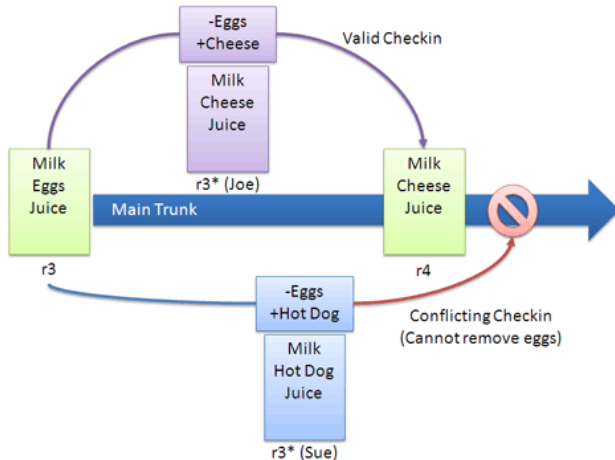 -Eggs
+Cheese
Valid Checkin
Milk
Cheese
Juice
r3* (Joe)
Milk
Eggs
Juice
r3
Main Trunk
Milk
Cheese
Juice
r4
-Eggs
+Hot Dog
Conflicting Checkin
(Cannot remove eggs)
Milk
Hot Dog
Juice
r3* (Sue)